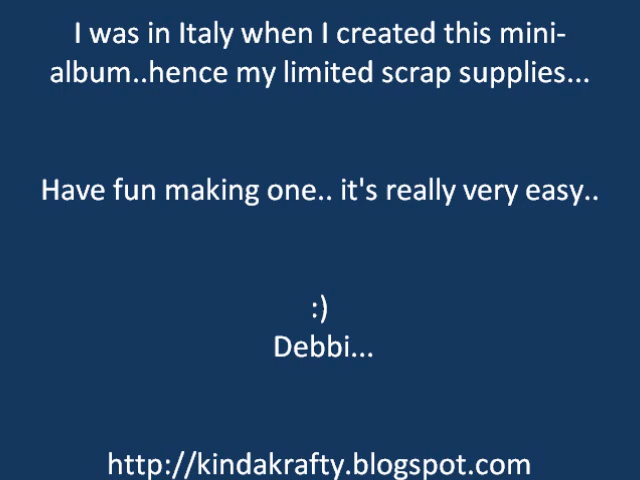 I was in Italy when I created this mini-
album..hence my limited scrap supplies...
Have fun making one.. it's really very easy..
:)
Debbi...
http://kindakrafty.blogspot.com